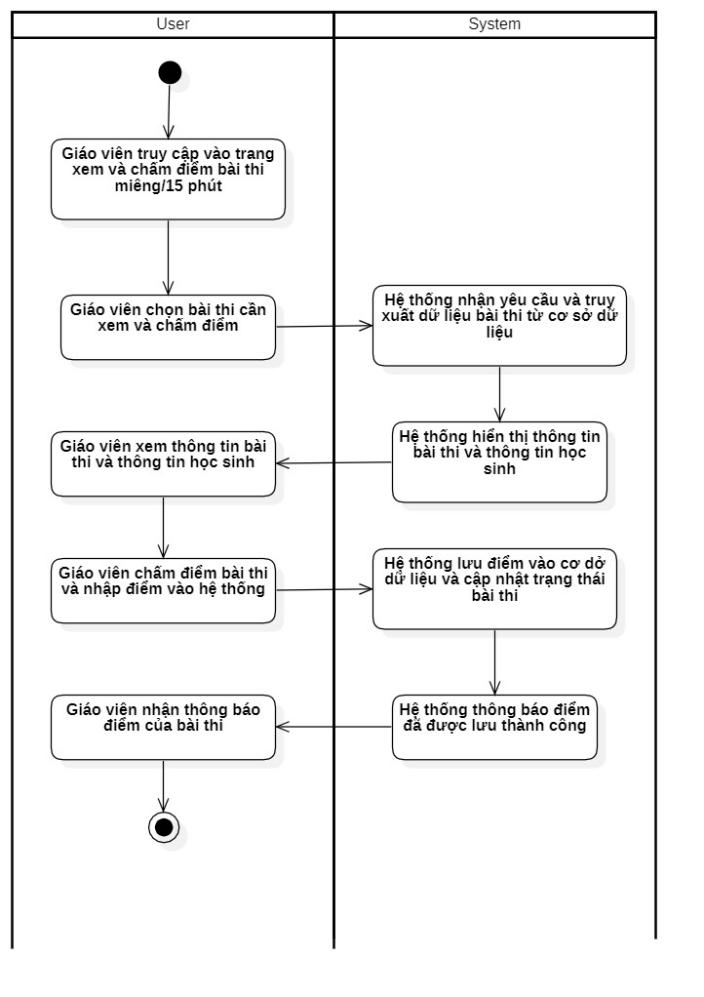 User
System
Giáo viên truy cập vào trang
xem và chấm điểm bài thi
miêng/15 phút
Giáo viên chọn bài thi cần
xem và chấm điểm
Hệ thống nhận yêu cầu và truy
xuất dữ liệu bài thi từ cơ sở dữ
liệu
Hệ thống hiển thị thông tin
bài thi và thông tin học
sinh
Giáo viên xem thông tin bài
thi và thông tin học sinh
Giáo viên chấm điểm bài thi
và nhập điểm vào hệ thống
Hệ thống lưu điểm vào cơ dở
dữ liệu và cập nhật trạng thái
bài thi
Hệ thống thông báo điểm
đã được lưu thành công
Giáo viên nhận thông báo
điểm của bài thi